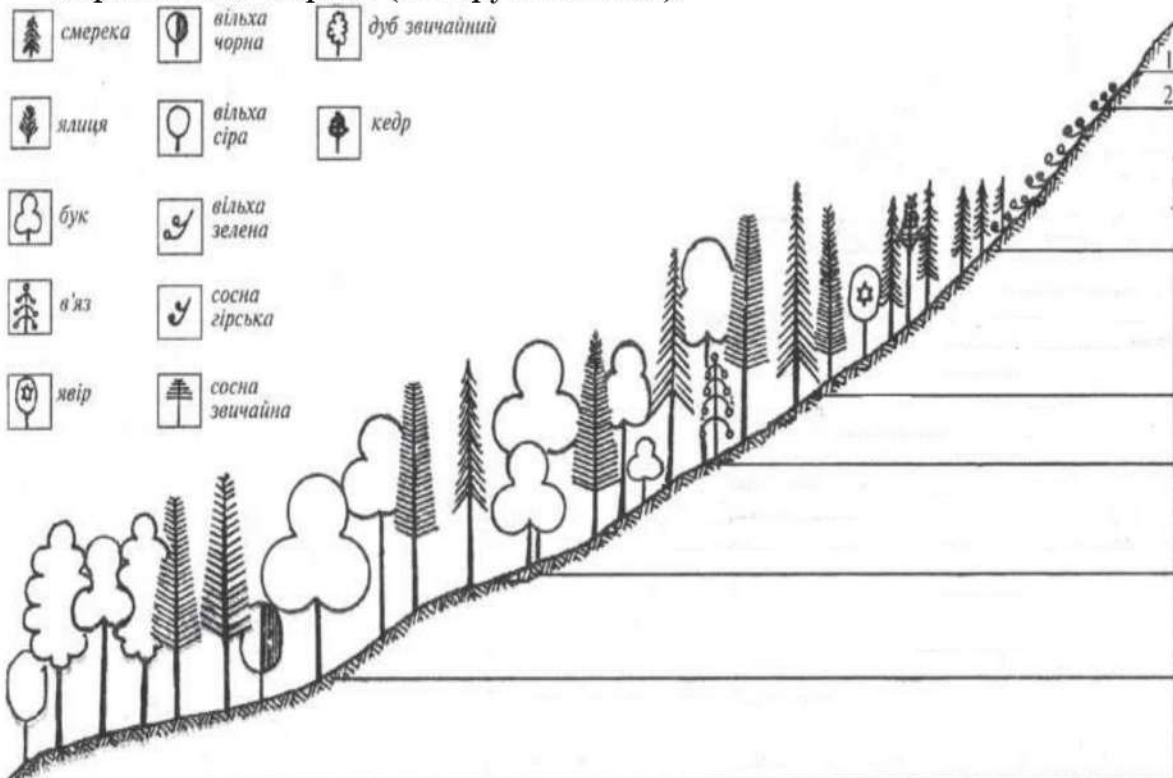 смерека
вільха
чорна
дуб звичайний
ялиця
вільха
сіра
кедр
бук
вільха
зелена
в'яз
сосна
гірська
явір
сосна
звичайна
1
2